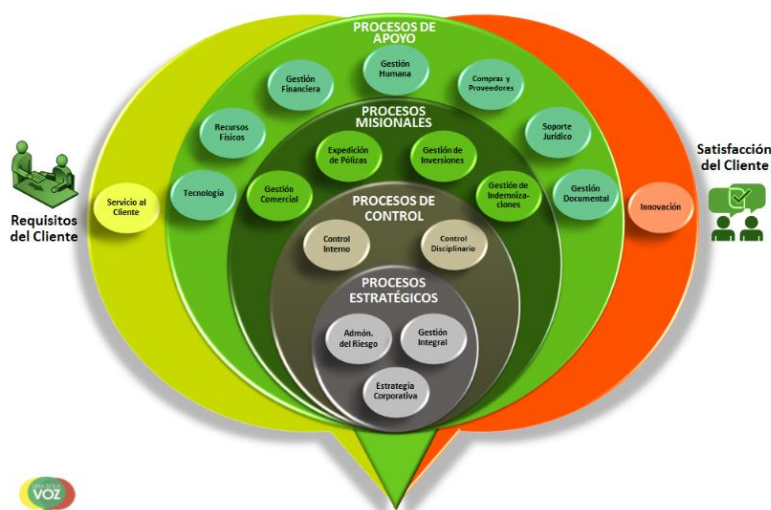 PROCESOS DE
APOYO
Gestión
Humana
Gestión
Financiera
Compras y
Proveedores
Recursos
Físicos
Soporte
Jurídico
Tecnología
Gestión
Documental
PROCESOS
MISIONALES
Expedición
de Pólizas
Gestión de
Inversiones
Gestión
Comercial
Gestión de
Indemniza-
ciones
PROCESOS DE
CONTROL
Control
Interno
Control
Disciplinario
PROCESOS
ESTRATÉGICOS
Admón.
del Riesgo
Gestión
Integral
Estrategia
Corporativa
Requisitos
del Cliente
Servicio al
Cliente
Innovación
Satisfacción
del Cliente
VOZ